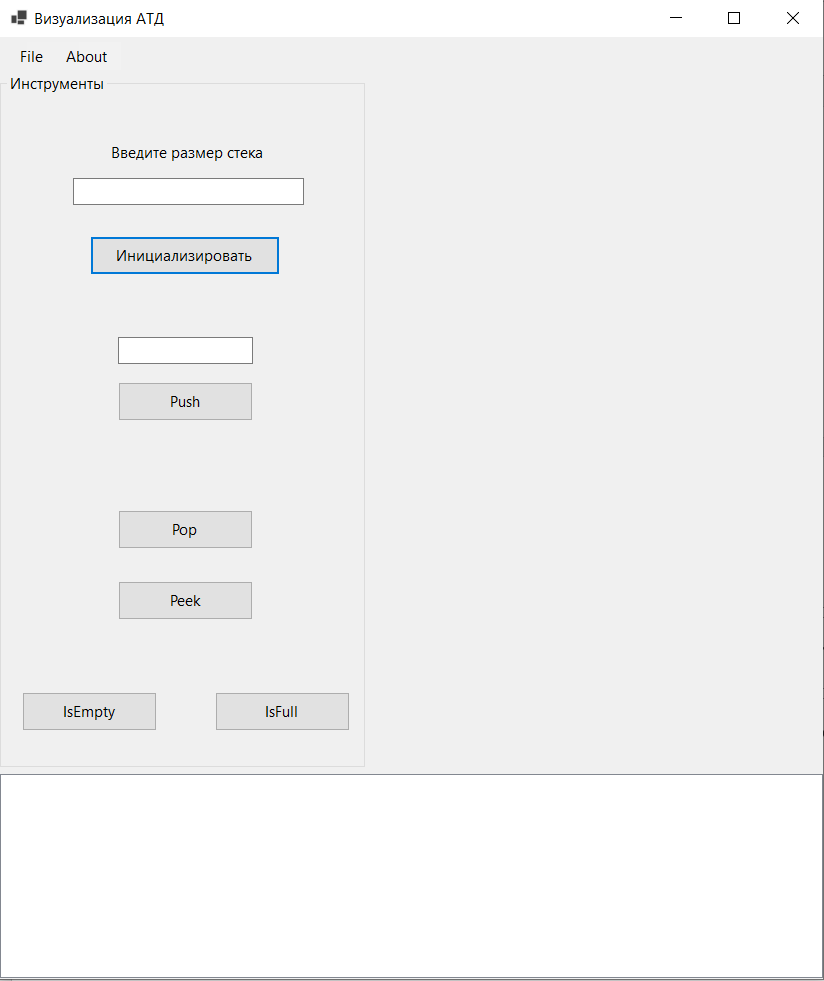 Визуализация АТД
File About
Инструменты
Введите размер стека
Инициализировать
Push
Pop
Peek
IsEmpty IsFull